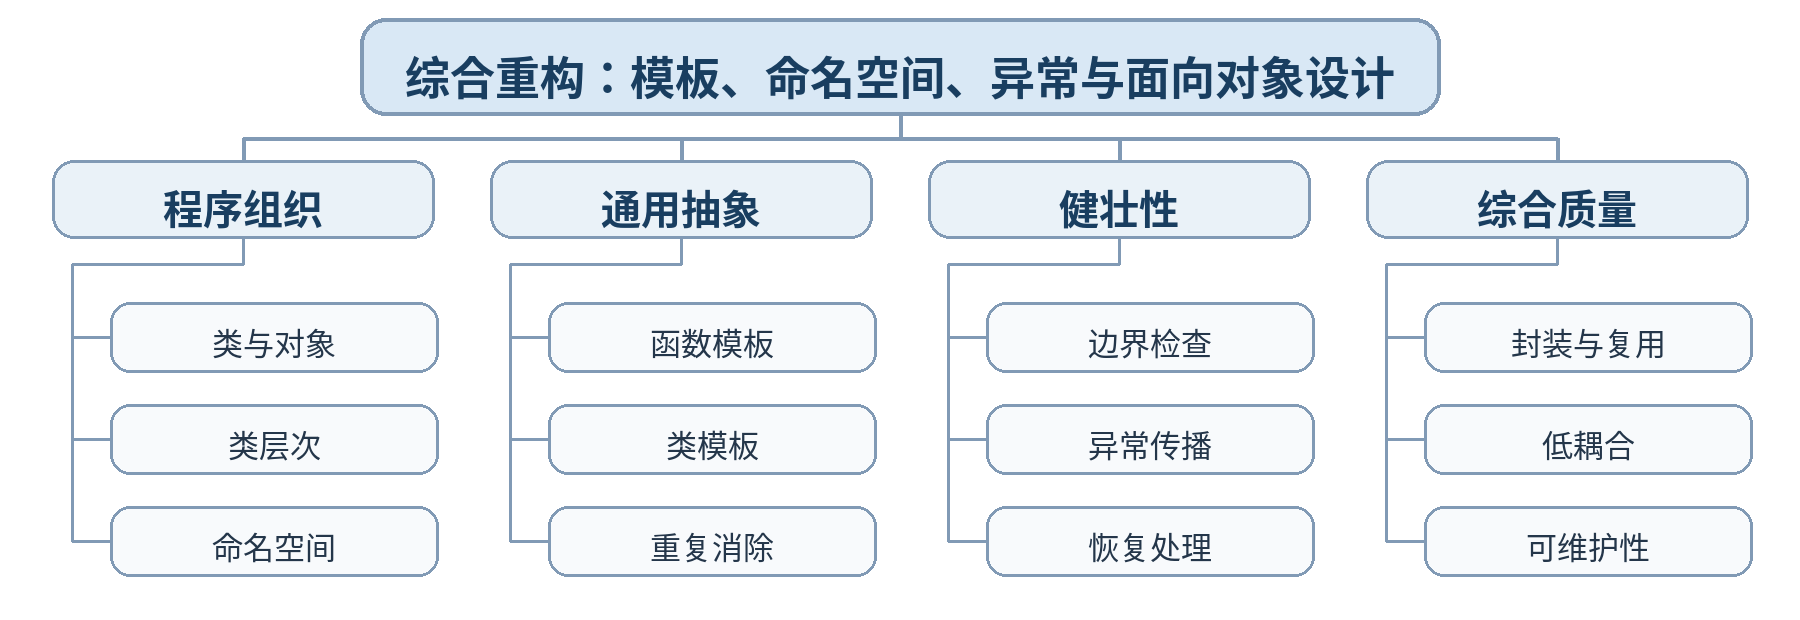 综合重构：模板、命名空间、异常与面向对象设计
程序组织
类与对象
类层次
命名空间
通用抽象
函数模板
类模板
重复消除
健壮性
边界检查
异常传播
恢复处理
综合质量
封装与复用
低耦合
可维护性